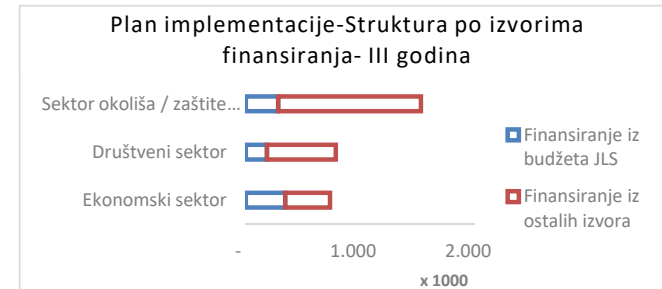 Plan implementacije-Struktura po izvorima
finansiranja- III godina
Sektor okoliša / zaštite...
Društveni sektor
Ekonomski sektor
Finansiranje iz
budžeta JLS
Finansiranje iz
ostalih izvora
- 1.000 2.000
x 1000